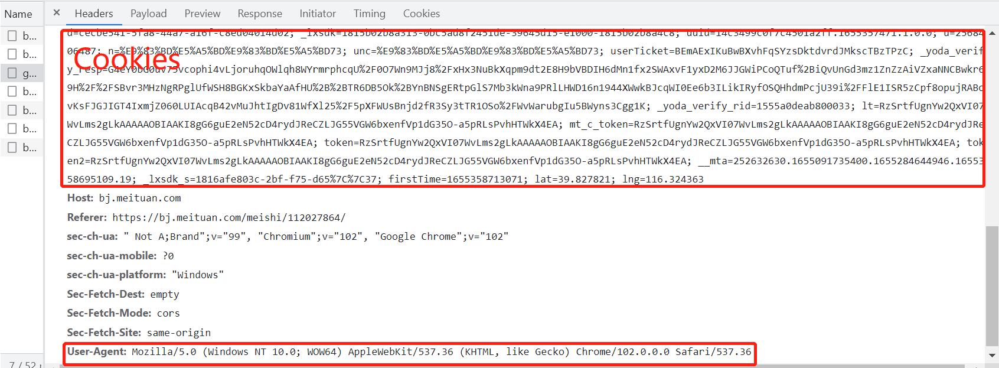 Name
× Headers Payload Preview Response Initiator Timing Cookies
b...
b...
g...
b...
b...
b...
b...
7 / 52
Cookies
d=cecbe541-5fa8-44a7-a16f-c8ed04014d02; _lxsdk=1815b02b8a313-0bc5ad8f2451de-39645d15-e1000-1815b02b8a4c8; uuid=14c3499c0f7c4501a2ff.1655357471.1.0.0; u=25684
06487; n=%E9%83%BD%E5%A5%BD%E9%83%BD%E5%A5%BD73; unc=%E9%83%BD%E5%A5%BD%E9%83%BD%E5%A5%BD73; userTicket=BEmAExIKuBwBXvhFqSYzsDktdvrdJMkscTBzTPzC; _yoda_verif
y_resp=G4eY0bG0uv75vcophi4vLjoruhqOWlqh8WYrmrphcqU%2F0O7Wn9MJj8%2FxHx3NuBkXqpm9dt2E8H9bVBDIH6dMn1fx2SWAxvF1yxD2M6JJGWiPCoQTuf%2BiQvUnGd3mz1ZnZzAiVZxaNNCBwkr6
9H%2F%2FSBvr3MHzNgRPglUfWSH8BGKxSkbaYaAfHU%2B%2BTR6DB5Ok%2BYnBNSgERtpGlS7Mb3kWna9PRlLHWD16n1944XWwkBJcqWI0Ee6b3ILikIRyfOSQHhdmPcjU39i%2FFlE1ISR5zCpf8opujRABc
vKsFJGJIGT4IxmjZ060LUIAcqB42vMuJhtIgDv81WfXl25%2F5pXFWUsBnjd2fR3Sy3tTR1OSo%2FWvWarubgIu5BWyns3Cgg1K; _yoda_verify_rid=1555a0deab800033; lt=RzSrtfUgnYw2QxVI07
WvLms2gLkAAAAAOBIAAKI8gG6guE2eN52cD4rydJReCZLJG55VGW6bxenfVp1dG35O-a5pRLsPvhHTWkX4EA; mt_c_token=RzSrtfUgnYw2QxVI07WvLms2gLkAAAAAOBIAAKI8gG6guE2eN52cD4rydJRe
CZLJG55VGW6bxenfVp1dG35O-a5pRLsPvhHTWkX4EA; token=RzSrtfUgnYw2QxVI07WvLms2gLkAAAAAOBIAAKI8gG6guE2eN52cD4rydJReCZLJG55VGW6bxenfVp1dG35O-a5pRLsPvhHTWkX4EA; tok
en2=RzSrtfUgnYw2QxVI07WvLms2gLkAAAAAOBIAAKI8gG6guE2eN52cD4rydJReCZLJG55VGW6bxenfVp1dG35O-a5pRLsPvhHTWkX4EA; __mta=252632630.1655091735400.1655284644946.16553
58695109.19; _lxsdk_s=1816afe803c-2bf-f75-d65%7C%7C37; firstTime=1655358713071; lat=39.827821; lng=116.324363
Host: bj.meituan.com
Referer: https://bj.meituan.com/meishi/112027864/
sec-ch-ua: " Not A;Brand";v="99", "Chromium";v="102", "Google Chrome";v="102"
sec-ch-ua-mobile: ?0
sec-ch-ua-platform: "Windows"
Sec-Fetch-Dest: empty
Sec-Fetch-Mode: cors
Sec-Fetch-Site: same-origin
User-Agent: Mozilla/5.0 (Windows NT 10.0; WOW64) AppleWebKit/537.36 (KHTML, like Gecko) Chrome/102.0.0.0 Safari/537.36